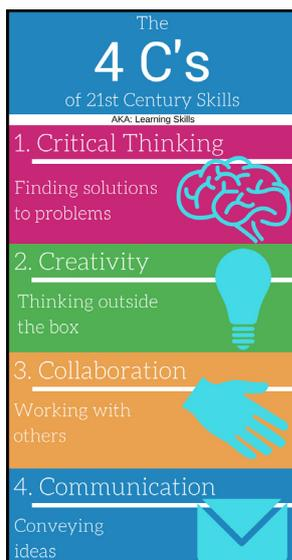 The
4 C's
of 21st Century Skills
AKA: Learning Skills
1. Critical Thinking
Finding solutions
to problems
2. Creativity
Thinking outside
the box
3. Collaboration
Working with
others
4. Communication
Conveying
ideas